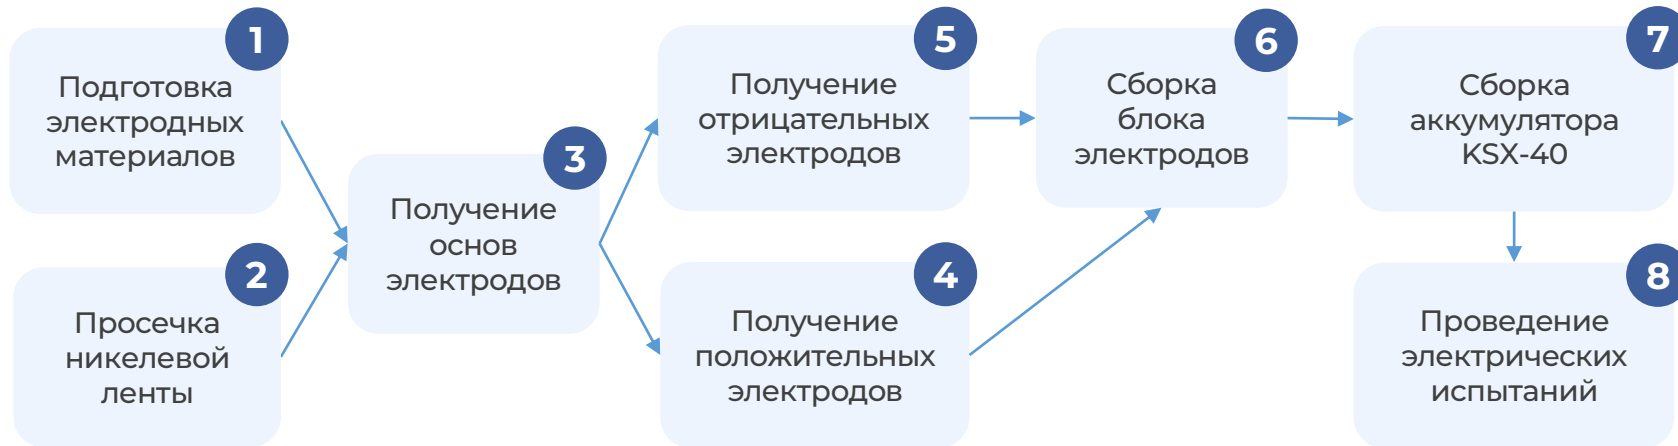 1
Подготовка
электродных
материалов
2
Просечка
никелевой
ленты
3
Получение
основ
электродов
5
Получение
отрицательных
электродов
4
Получение
положительных
электродов
6
Сборка
блока
электродов
7
Сборка
аккумулятора
KSX-40
8
Проведение
электрических
испытаний